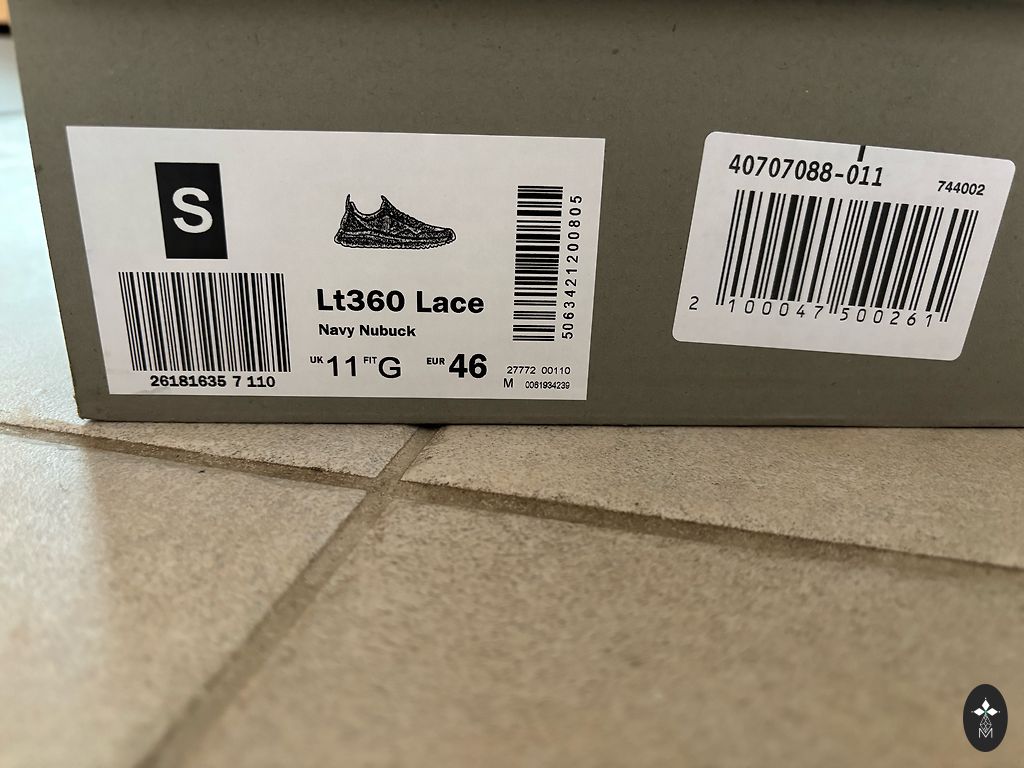 S
26181635 7 110
Lt360 Lace
Navy Nubuck
UK 11 FIT G EUR 46
5063421200805
27772 00110
M 0061934239
40707088-011
744002
2 100047 500261
M